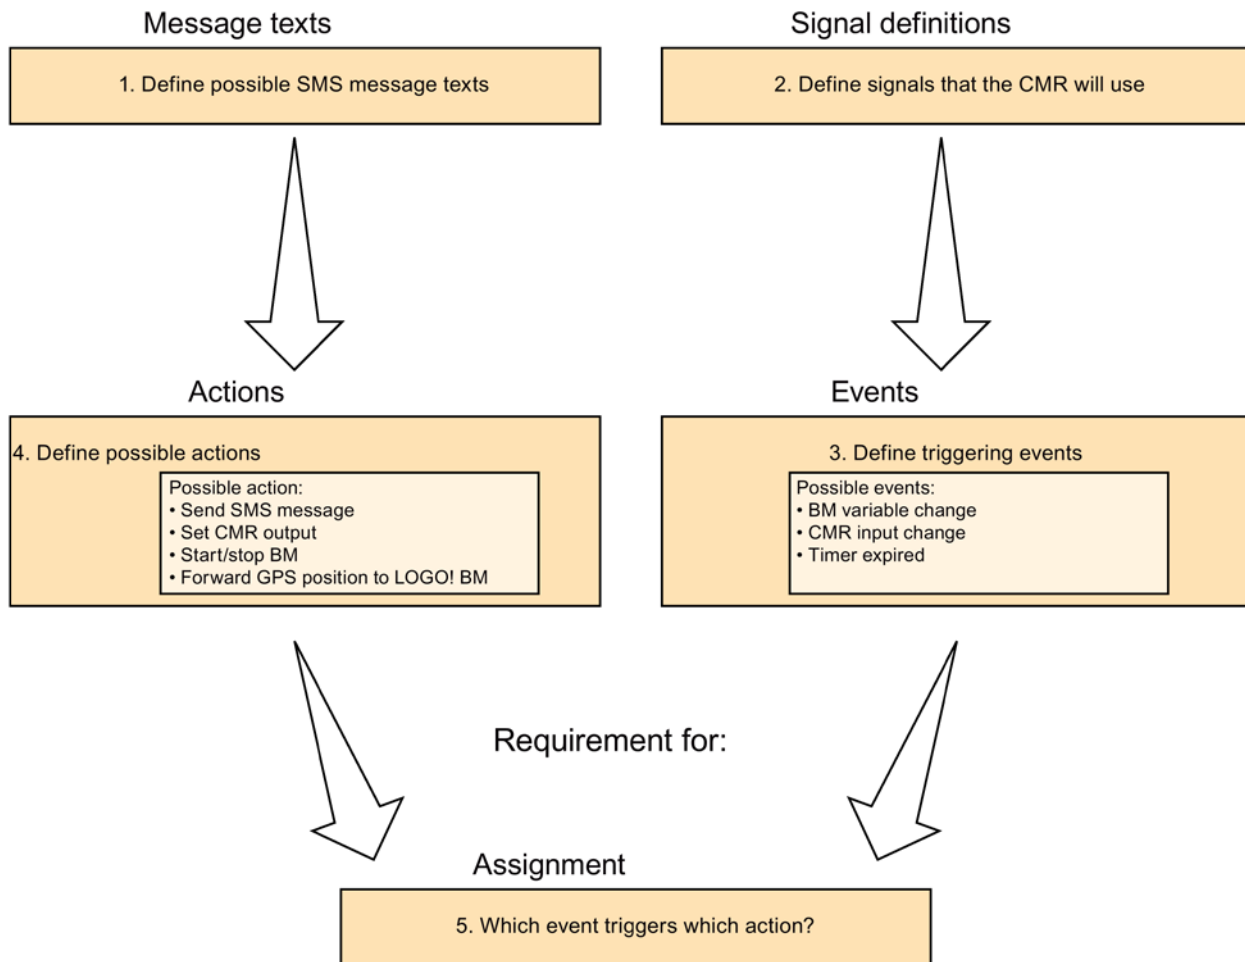 Message texts
Signal definitions
1. Define possible SMS message texts
2. Define signals that the CMR will use
Actions
Events
4. Define possible actions
Possible action:
• Send SMS message
• Set CMR output
• Start/stop BM
• Forward GPS position to LOGO! BM
3. Define triggering events
Possible events:
• BM variable change
• CMR input change
• Timer expired
Requirement for:
Assignment
5. Which event triggers which action?